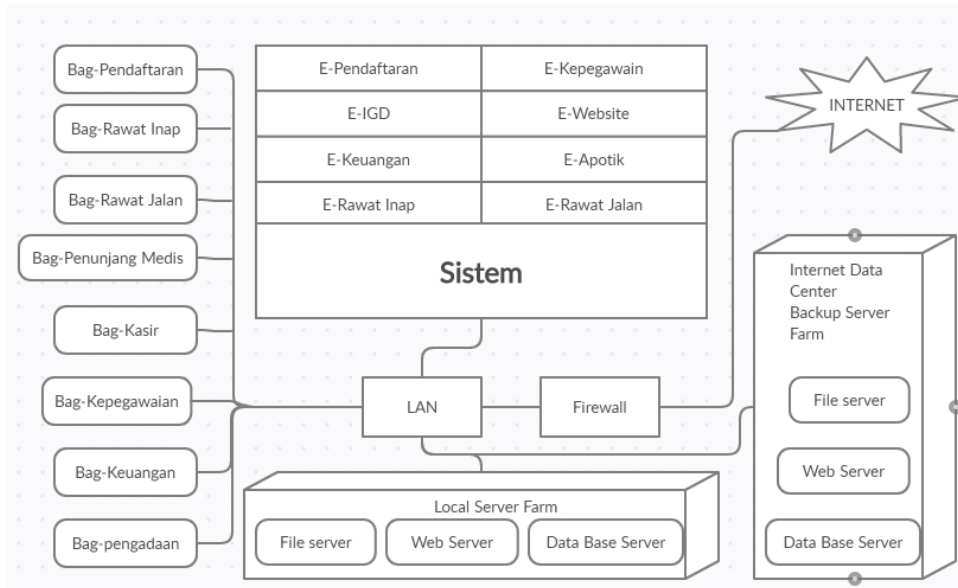 Bag-Pendaftaran
Bag-Rawat Inap
Bag-Rawat Jalan
Bag-Penunjang Medis
Bag-Kasir
Bag-Kepegawaian
Bag-Keuangan
Bag-pengadaan
E-Pendaftaran
E-Kepegawain
E-IGD
E-Website
E-Keuangan
E-Apotik
E-Rawat Inap
E-Rawat Jalan
Sistem
LAN
Firewall
INTERNET
Internet Data
Center
Backup Server
Farm
File server
Web Server
Data Base Server
Local Server Farm
File server
Web Server
Data Base Server